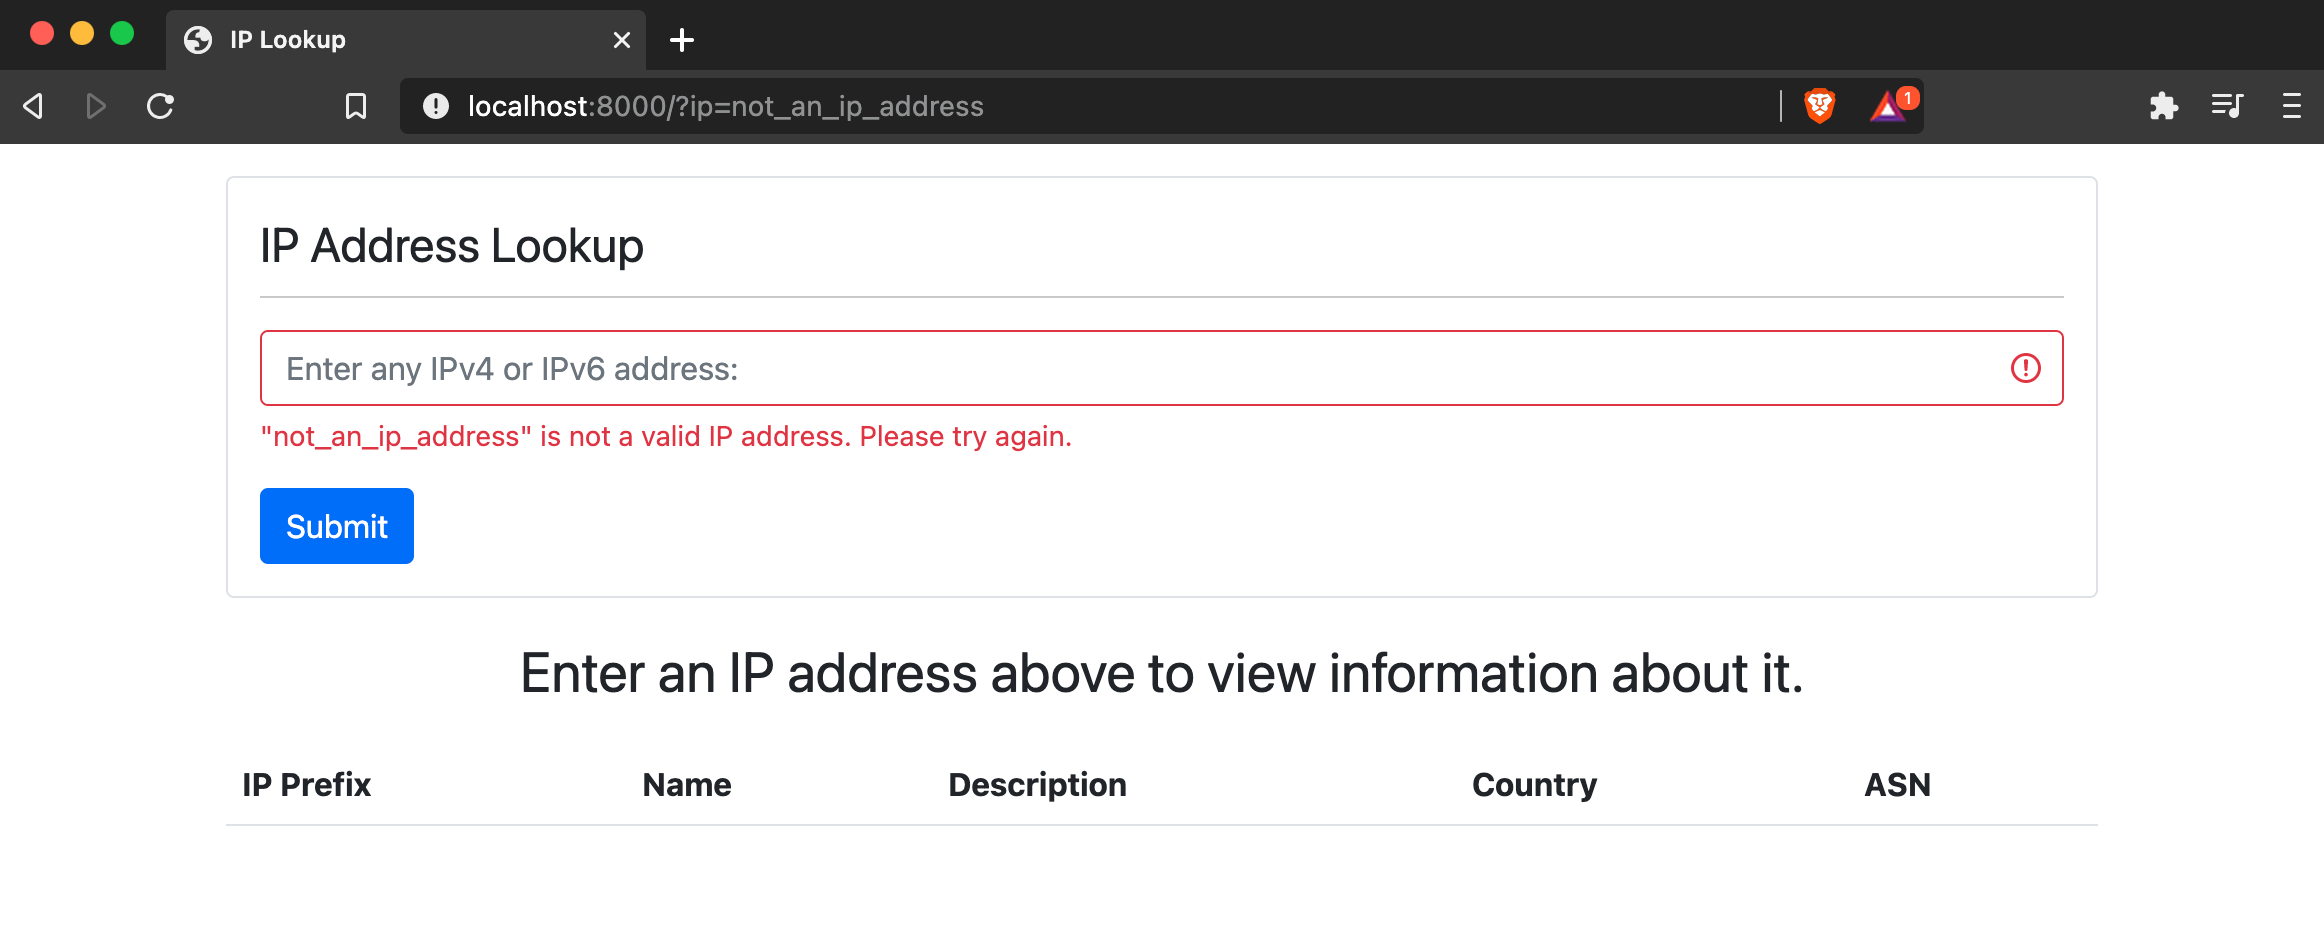 IP Lookup
localhost:8000/?ip=not_an_ip_address
1
IP Address Lookup
Enter any IPv4 or IPv6 address:
"not_an_ip_address" is not a valid IP address. Please try again.
Submit
Enter an IP address above to view information about it.
IP Prefix Name Description Country ASN